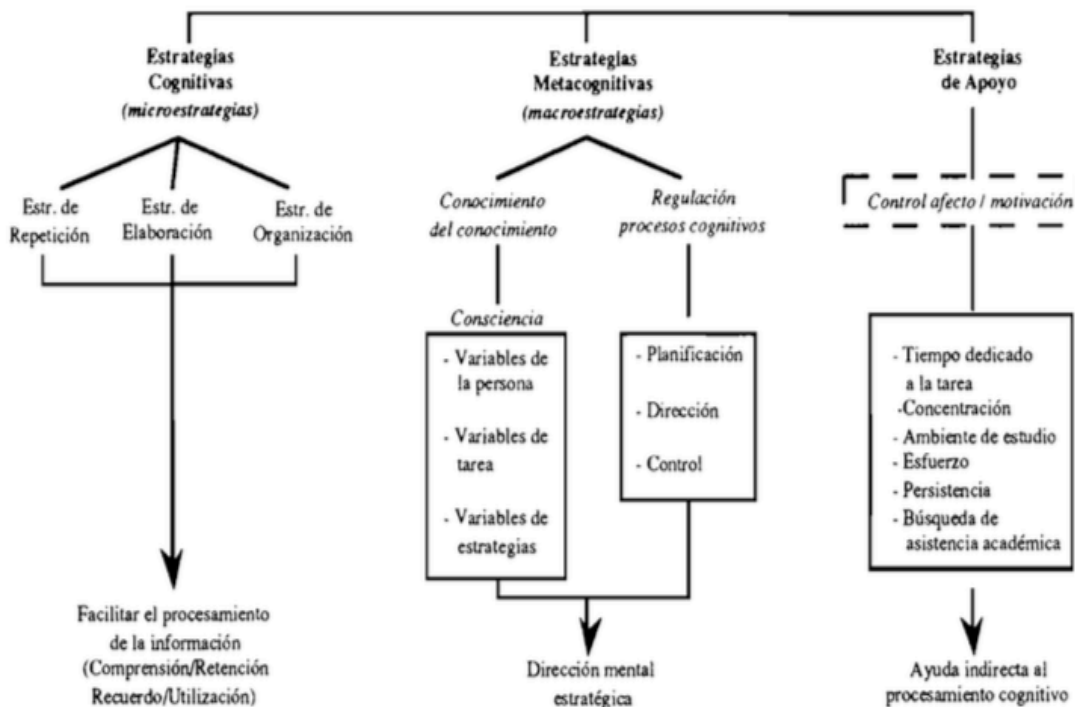 Estrategias
Cognitivas
(microestrategias)
Estrategias
Metacognitivas
(macroestrategias)
Estrategias
de Apoyo
Estr. de
Repetición
Estr. de
Elaboración
Estr. de
Organización
Conocimiento
del conocimiento
Regulación
procesos cognitivos
Control afecto / motivación
Consciencia
- Variables de
la persona
- Variables de
tarea
- Variables de
estrategias
- Planificación
- Dirección
- Control
- Tiempo dedicado
a la tarea
-Concentración
- Ambiente de estudio
- Esfuerzo
- Persistencia
- Búsqueda de
asistencia académica
Facilitar el procesamiento
de la información
(Comprensión/Retención
Recuerdo/Utilización)
Dirección mental
estratégica
Ayuda indirecta al
procesamiento cognitivo